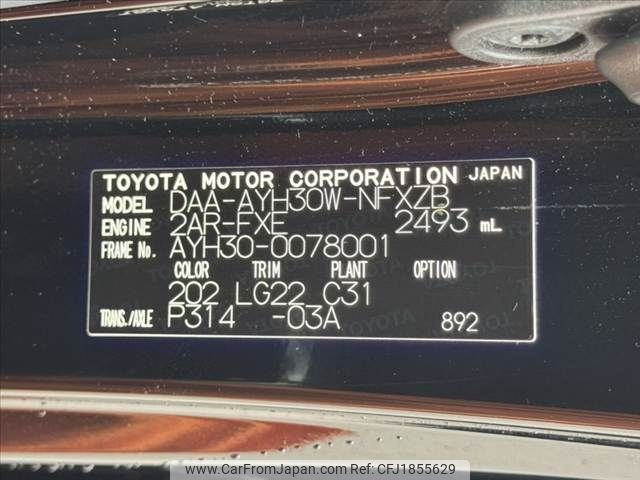 TOYOTA MOTOR CORPORATION JAPAN
MODEL DAA-AYH30W-NFXZB
ENGINE 2AR-FXE 2493 mL
FRAME No. AYH30-0078001
COLOR TRIM PLANT OPTION
202 LG22 C31
TRANS./AXLE P314 -03A 892
www.CarFromJapan.com - CFJ1855629